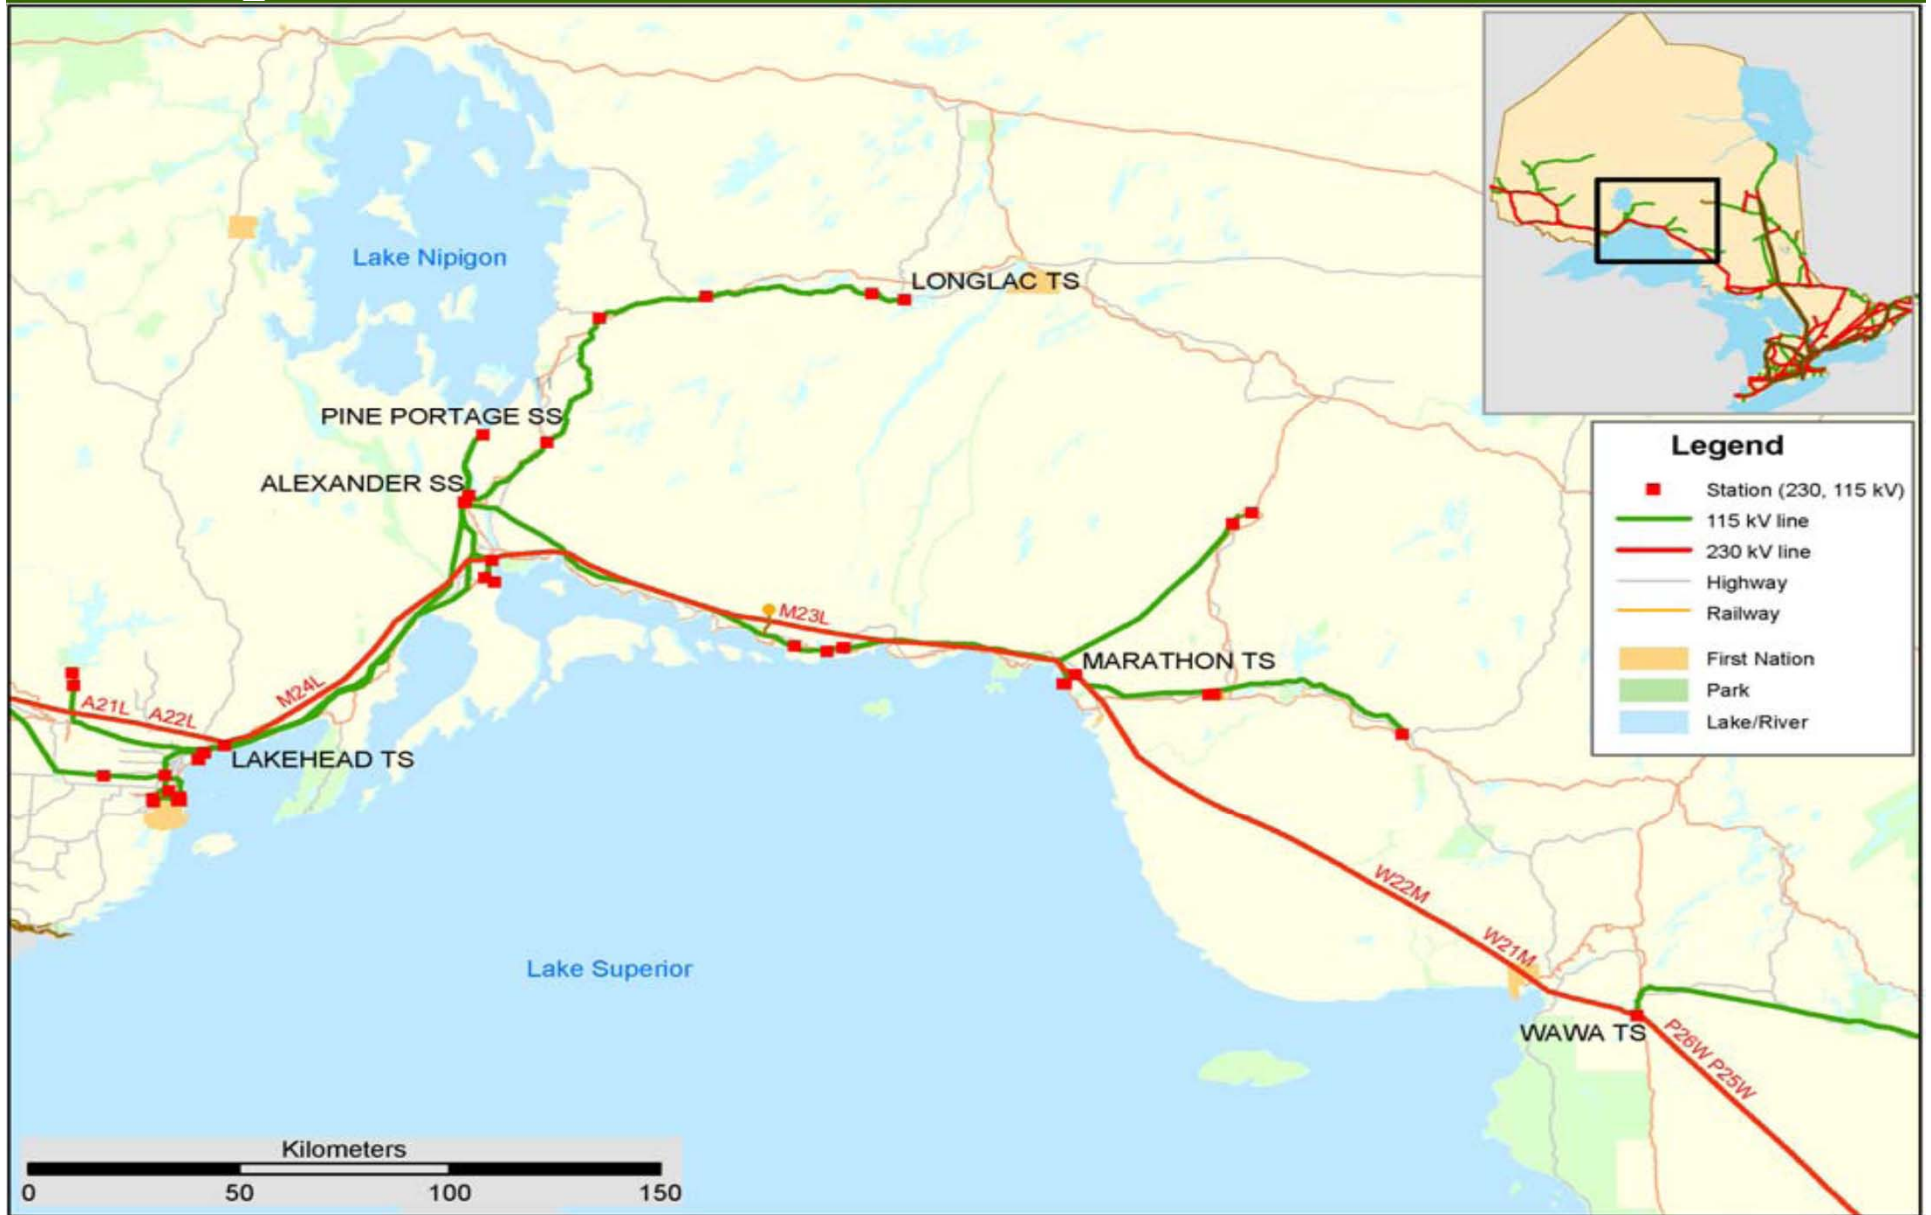 Lake Nipigon
LONGLAC TS
PINE PORTAGE SS
ALEXANDER SS
M23L
MARATHON TS
M24L
A21L
A22L
LAKEHEAD TS
W22M
W21M
Lake Superior
WAWA TS
P26W P25W
Legend
Station (230, 115 kV)
115 kV line
230 kV line
Highway
Railway
First Nation
Park
Lake/River
Kilometers
0 50 100 150